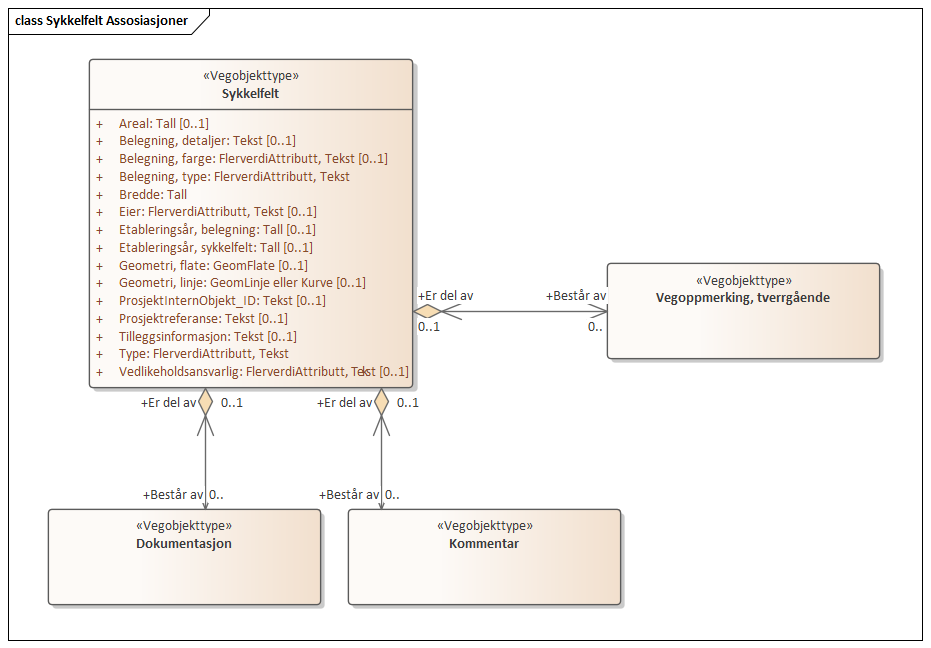 class Sykkelfelt Assosiasjoner
«Vegobjekttype»
Sykkelfelt
+ Areal: Tall [0..1]
+ Belegning, detaljer: Tekst [0..1]
+ Belegning, farge: FlerverdiAttributt, Tekst [0..1]
+ Belegning, type: FlerverdiAttributt, Tekst
+ Bredde: Tall
+ Eier: FlerverdiAttributt, Tekst [0..1]
+ Etableringsår, belegning: Tall [0..1]
+ Etableringsår, sykkelfelt: Tall [0..1]
+ Geometri, flate: GeomFlate [0..1]
+ Geometri, linje: GeomLinje eller Kurve [0..1]
+ ProsjektInternObjekt_ID: Tekst [0..1]
+ Prosjektreferanse: Tekst [0..1]
+ Tilleggsinformasjon: Tekst [0..1]
+ Type: FlerverdiAttributt, Tekst
+ Vedlikeholdsansvarlig: FlerverdiAttributt, Tekst [0..1]
+Er del av +Består av
0..1 0..
«Vegobjekttype»
Vegoppmerking, tverrgående
+Er del av 0..1 +Er del av 0..1
+Består av 0.. +Består av 0..
«Vegobjekttype»
Dokumentasjon
«Vegobjekttype»
Kommentar